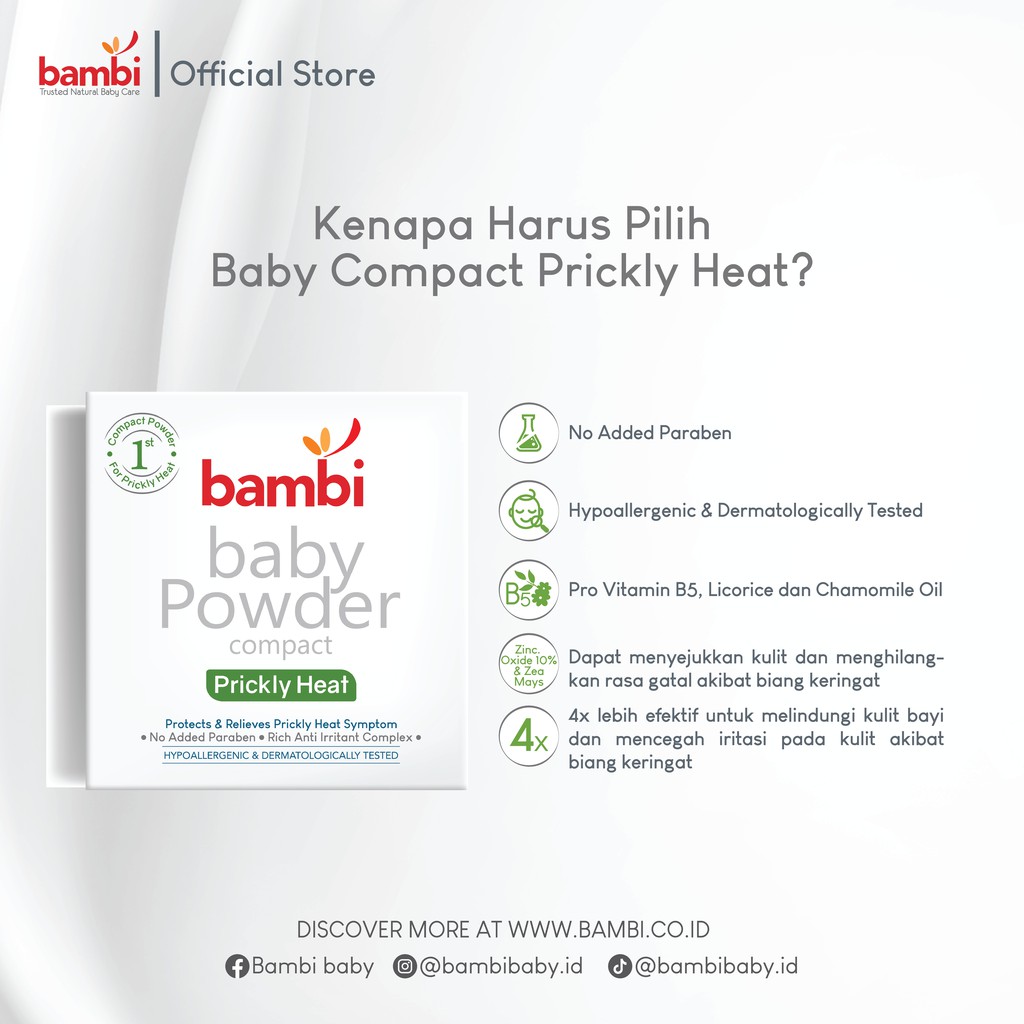 bambi
Trusted Natural Baby Care
Official Store
Kenapa Harus Pilih
Baby Compact Prickly Heat?
Compact Powder
1st
For Prickly Heat
bambi
baby
Powder
compact
Prickly Heat
Protects & Relieves Prickly Heat Symptom
• No Added Paraben • Rich Anti Irritant Complex •
HYPOALLERGENIC & DERMATOLOGICALLY TESTED
No Added Paraben
Hypoallergenic & Dermatologically Tested
B5
Pro Vitamin B5, Licorice dan Chamomile Oil
Zinc.
Oxide 10%
& Zea
Mays
Dapat menyejukkan kulit dan menghilang-
kan rasa gatal akibat biang keringat
4x
4x lebih efektif untuk melindungi kulit bayi
dan mencegah iritasi pada kulit akibat
biang keringat
DISCOVER MORE AT WWW.BAMBI.CO.ID
Bambi baby @bambibaby.id @bambibaby.id